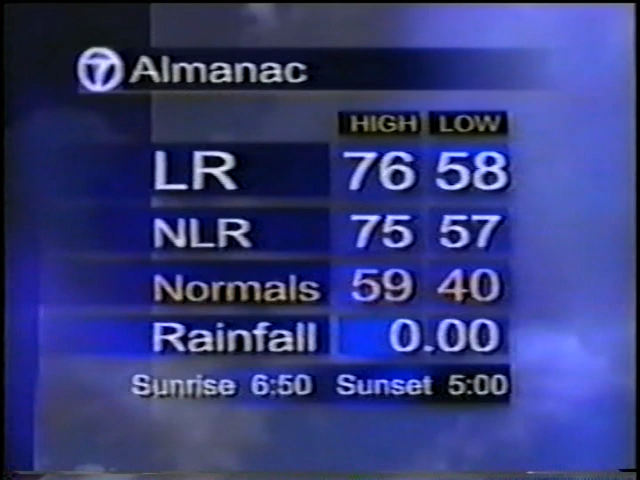 7 Almanac
HIGH LOW
LR 76 58
NLR 75 57
Normals 59 40
Rainfall 0.00
Sunrise 6:50 Sunset 5:00